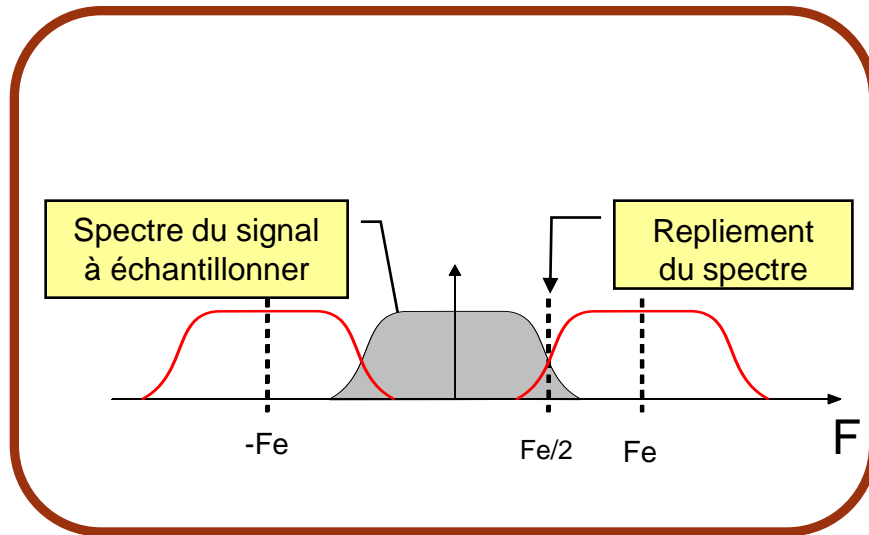 Spectre du signal
à échantillonner
Repliement
du spectre
-Fe
Fe/2
Fe
F